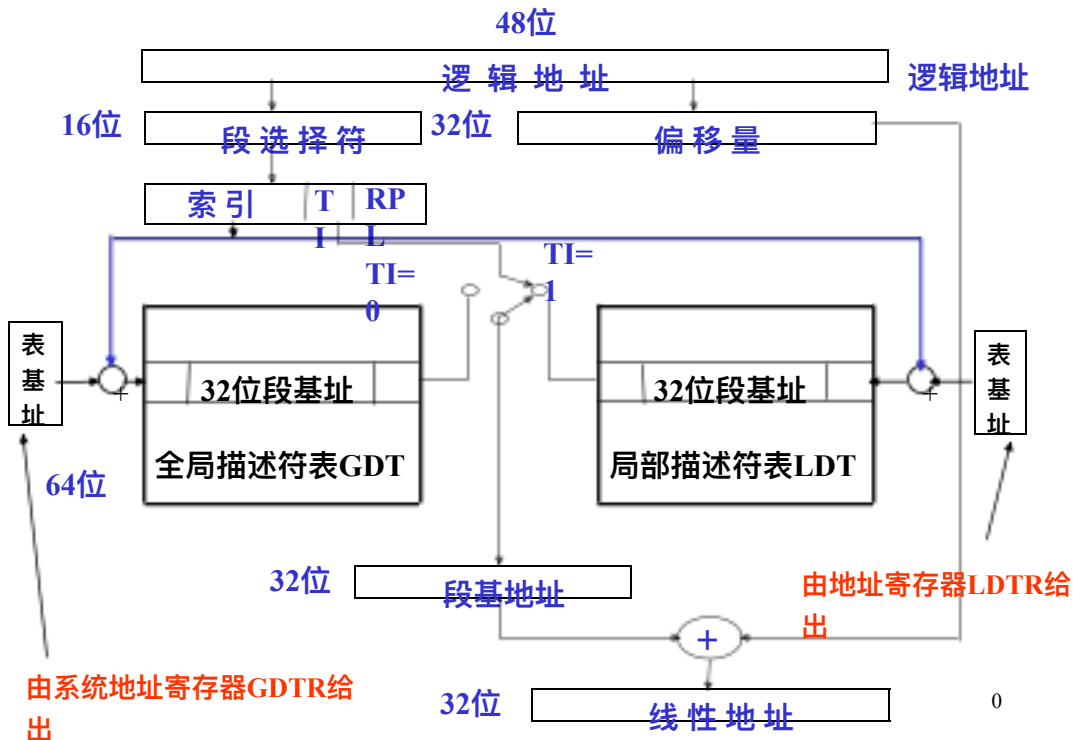 48位
逻 辑 地 址
逻辑地址
16位
段 选 择 符
32位
偏 移 量
索 引
T
I
RP
L
TI=
0
TI=
1
表
基
址
32位段基址
全局描述符表GDT
+
64位
32位段基址
局部描述符表LDT
+
表
基
址
32位
段基地址
由地址寄存器LDTR给
出
+
由系统地址寄存器GDTR给
出
32位
线 性 地 址
0